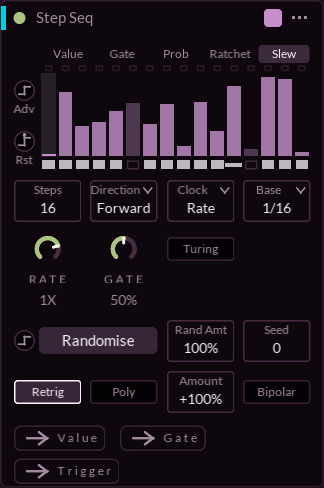 Step Seq
Value Gate Prob Ratchet Slew
Adv
Rst
Steps Direction Clock Base
16 Forward Rate 1/16
Turing
RATE GATE
1X 50%
Rand Amt Seed
Randomise 100% 0
Amount
Retrig Poly +100% Bipolar
Value Gate
Trigger